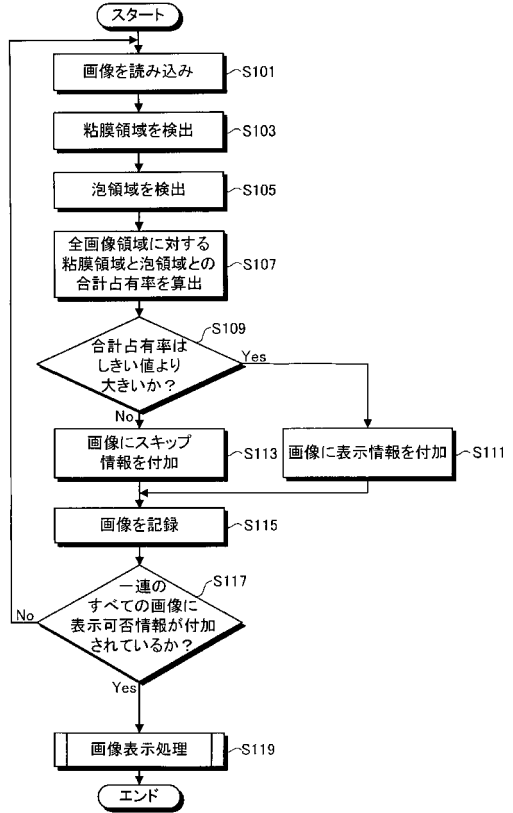 スタート
画像を読み込み
S101
粘膜領域を検出
S103
泡領域を検出
S105
全画像領域に対する
粘膜領域と泡領域との
合計占有率を算出
S107
S109
合計占有率は
しきい値より
大きいか?
Yes
No
画像にスキップ
情報を付加
S113
画像に表示情報を付加
S111
画像を記録
S115
S117
一連の
すべての画像に
表示可否情報が付加
されているか?
No
Yes
画像表示処理
S119
エンド